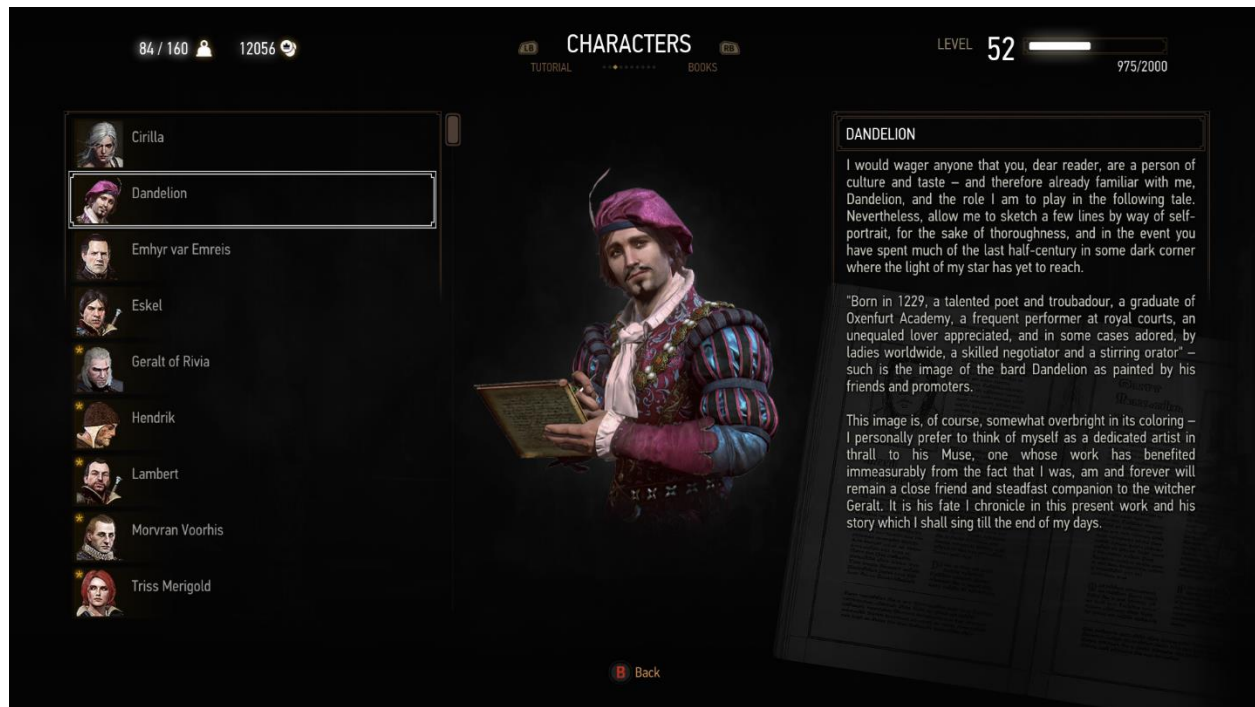 84 / 160
12056
LB
CHARACTERS
RB
TUTORIAL
BOOKS
LEVEL 52
975/2000
Cirilla
Dandelion
Emhyr var Emreis
Eskel
Geralt of Rivia
Hendrik
Lambert
Morvran Voorhis
Triss Merigold
DANDELION
I would wager anyone that you, dear reader, are a person of
culture and taste – and therefore already familiar with me,
Dandelion, and the role I am to play in the following tale.
Nevertheless, allow me to sketch a few lines by way of self-
portrait, for the sake of thoroughness, and in the event you
have spent much of the last half-century in some dark corner
where the light of my star has yet to reach.
"Born in 1229, a talented poet and troubadour, a graduate of
Oxenfurt Academy, a frequent performer at royal courts, an
unequaled lover appreciated, and in some cases adored, by
ladies worldwide, a skilled negotiator and a stirring orator" –
such is the image of the bard Dandelion as painted by his
friends and promoters.
This image is, of course, somewhat overbright in its coloring –
I personally prefer to think of myself as a dedicated artist in
thrall to his Muse, one whose work has benefited
immeasurably from the fact that I was, am and forever will
remain a close friend and steadfast companion to the witcher
Geralt. It is his fate I chronicle in this present work and his
story which I shall sing till the end of my days.
B Back